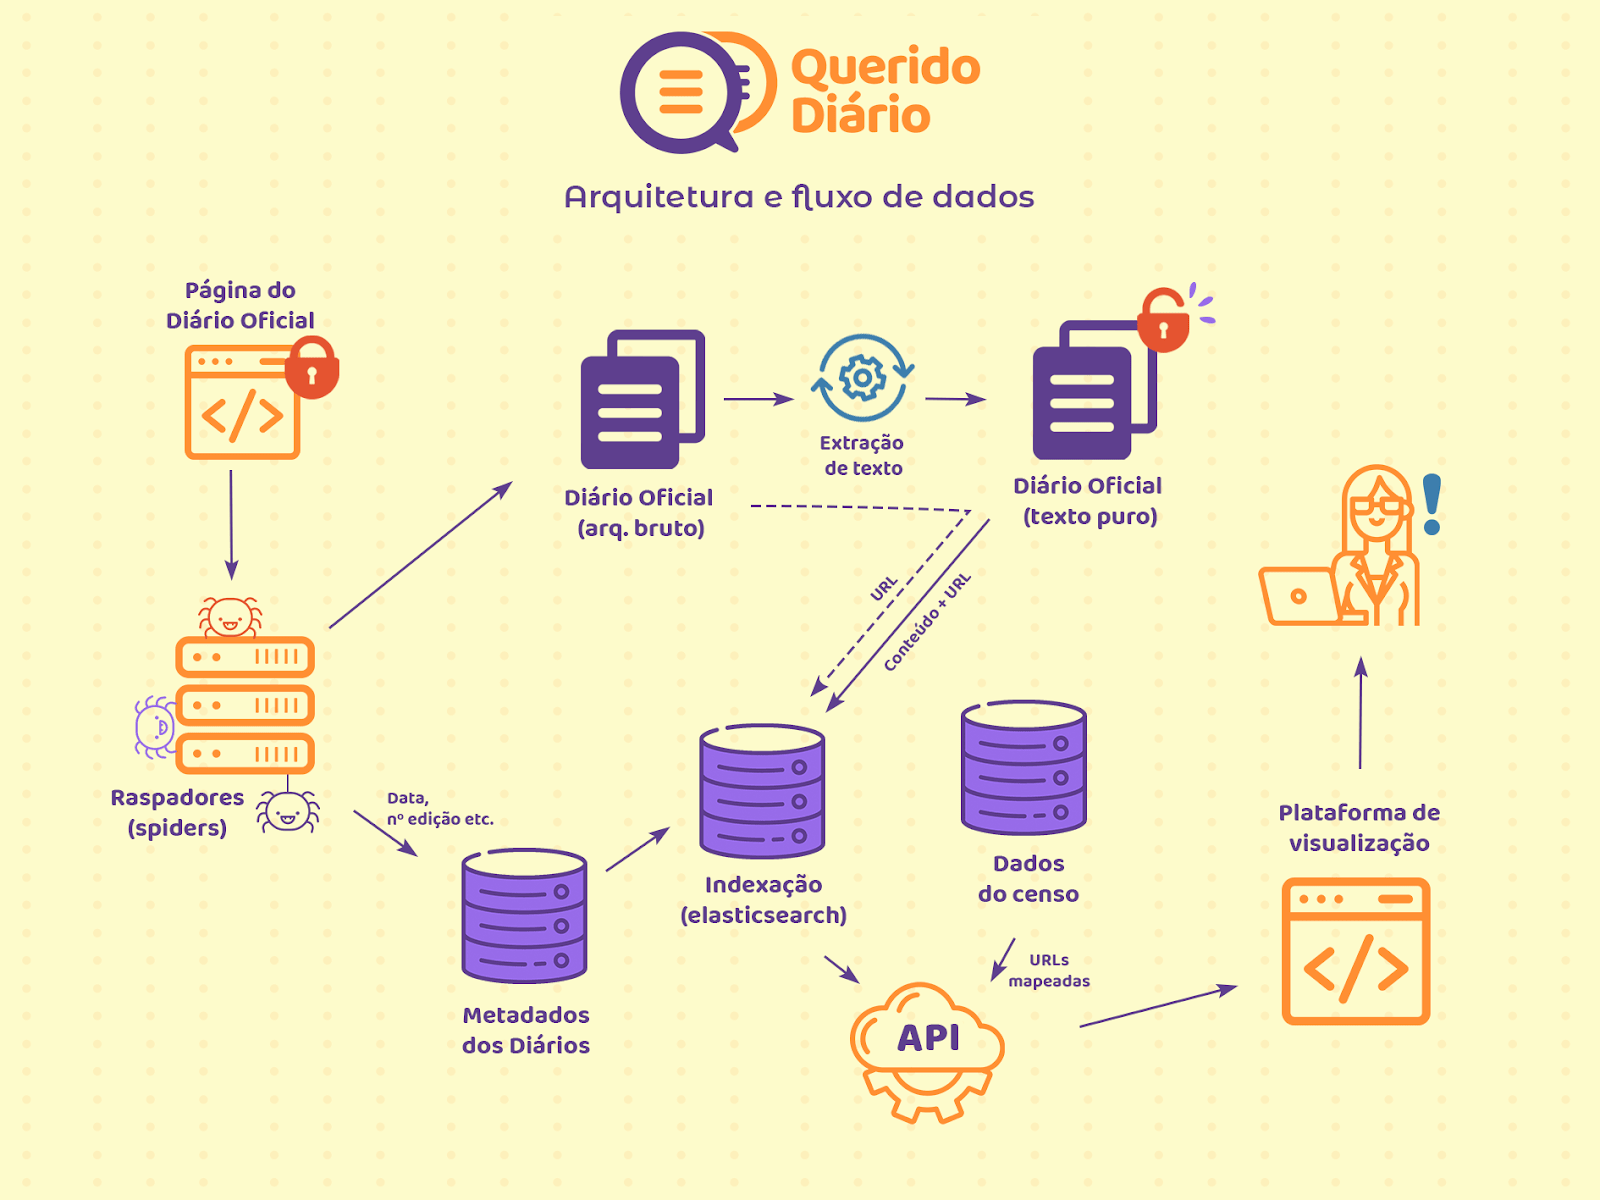 Querido
Diário
Arquitetura e fluxo de dados
Página do
Diário Oficial
Diário Oficial
(arq. bruto)
Extração
de texto
Diário Oficial
(texto puro)
URL
Conteúdo + URL
Raspadores
(spiders)
Data,
nº edição etc.
Metadados
dos Diários
Indexação
(elasticsearch)
Dados
do censo
URLs
mapeadas
API
Plataforma de
visualização